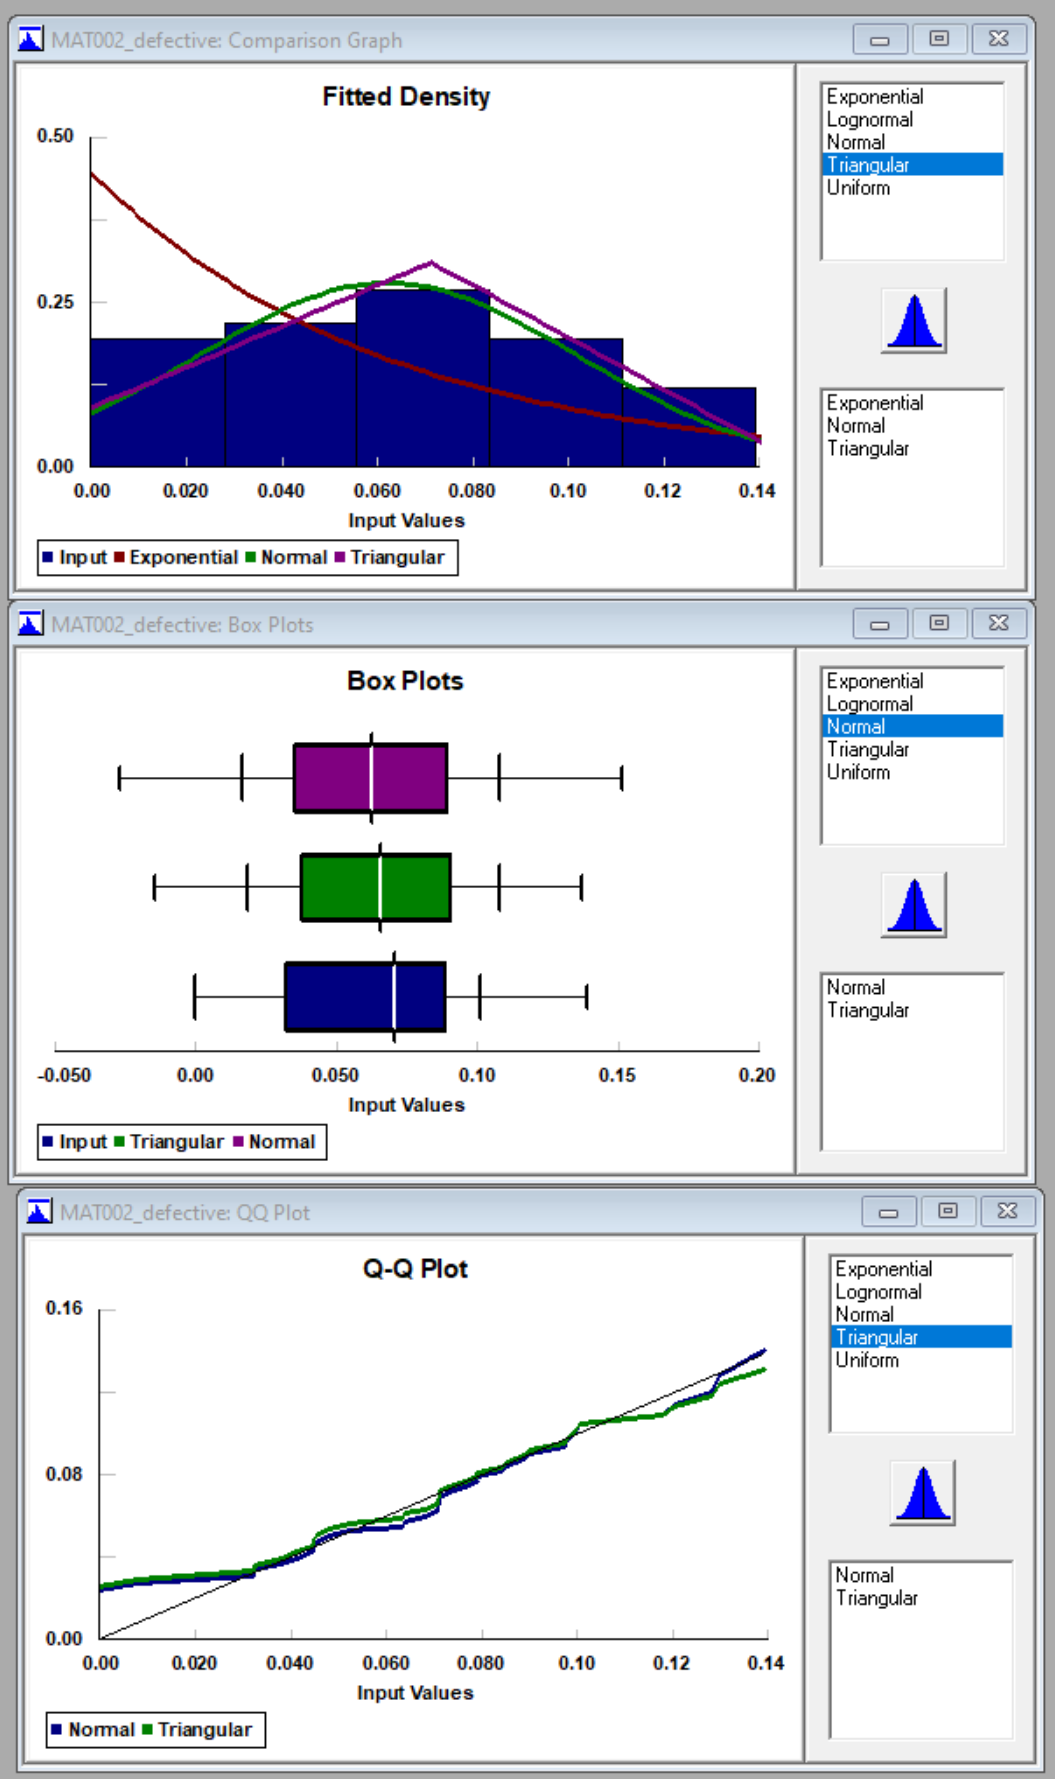 MAT002_defective: Comparison Graph
Fitted Density
0.50
0.25
0.00
0.00 0.020 0.040 0.060 0.080 0.10 0.12 0.14
Input Values
Input Exponential Normal Triangular
Exponential
Lognormal
Normal
Triangular
Uniform
Exponential
Normal
Triangular
MAT002_defective: Box Plots
Box Plots
-0.050 0.00 0.050 0.10 0.15 0.20
Input Values
Input Triangular Normal
Exponential
Lognormal
Normal
Triangular
Uniform
Normal
Triangular
MAT002_defective: QQ Plot
Q-Q Plot
0.16
0.08
0.00
0.00 0.020 0.040 0.060 0.080 0.10 0.12 0.14
Input Values
Normal Triangular
Exponential
Lognormal
Normal
Triangular
Uniform
Normal
Triangular